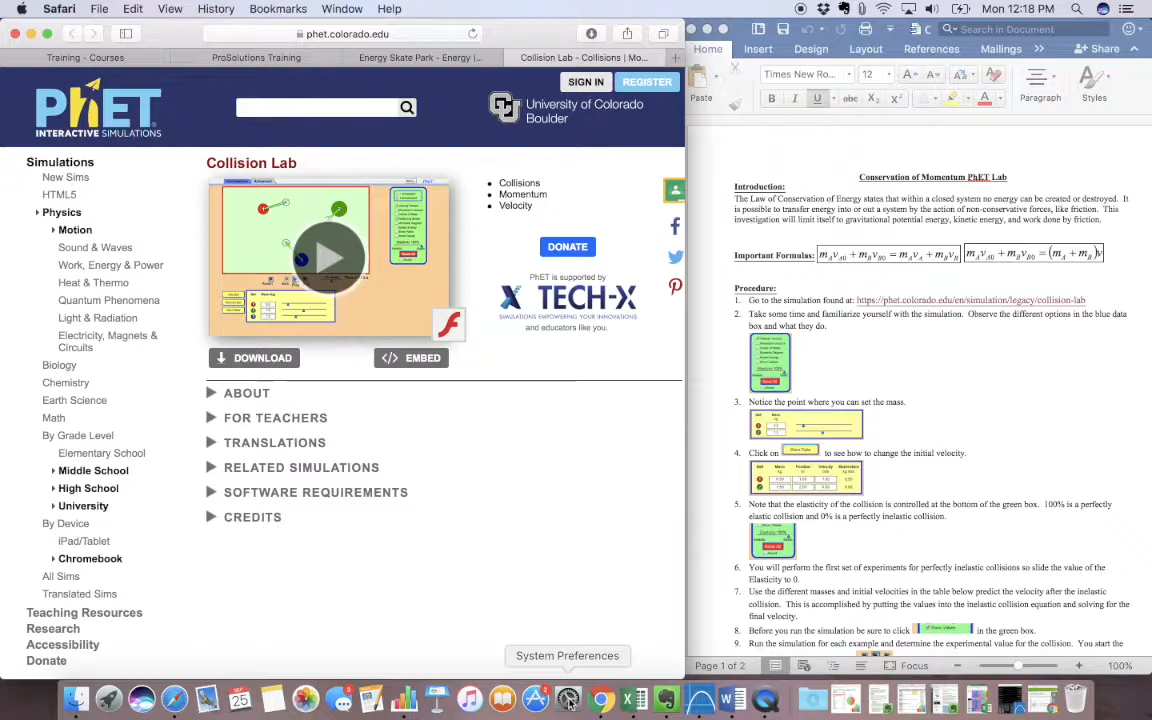 Safari File Edit View History Bookmarks Window Help
Mon 12:18 PM
phet.colorado.edu
Search in Document
Training - Courses
ProSolutions Training
Energy Skate Park - Energy |...
Collision Lab - Collisions | Mo...
Home Insert Design Layout References Mailings Share
Times New Ro...
12
Paste
Paragraph
Styles
PhET
INTERACTIVE SIMULATIONS
SIGN IN
REGISTER
University of Colorado
Boulder
Simulations
New Sims
HTML5
Physics
Motion
Sound & Waves
Work, Energy & Power
Heat & Thermo
Quantum Phenomena
Light & Radiation
Electricity, Magnets &
Circuits
Biology
Chemistry
Earth Science
Math
By Grade Level
Elementary School
Middle School
High School
University
By Device
iPad/Tablet
Chromebook
All Sims
Translated Sims
Teaching Resources
Research
Accessibility
Donate
Collision Lab
Collisions
Momentum
Velocity
DONATE
PhET is supported by
TECH-X
SIMULATIONS EMPOWERING YOUR INNOVATIONS
and educators like you.
DOWNLOAD
EMBED
ABOUT
FOR TEACHERS
TRANSLATIONS
RELATED SIMULATIONS
SOFTWARE REQUIREMENTS
CREDITS
System Preferences
Conservation of Momentum PhET Lab
Introduction:
The Law of Conservation of Energy states that within a closed system no energy can be created or destroyed. It
is possible to transfer energy into or out a system by the action of non-conservative forces, like friction. This
investigation will limit itself to gravitational potential energy, kinetic energy, and work done by friction.
Important Formulas: m_A v_A0 + m_B v_B0 = m_A v_A + m_B v_B m_A v_A0 + m_B v_B0 = (m_A + m_B)v
Procedure:
1. Go to the simulation found at: https://phet.colorado.edu/en/simulation/legacy/collision-lab
2. Take some time and familiarize yourself with the simulation. Observe the different options in the blue data
box and what they do.
3. Notice the point where you can set the mass.
4. Click on to see how to change the initial velocity.
5. Note that the elasticity of the collision is controlled at the bottom of the green box. 100% is a perfectly
elastic collision and 0% is a perfectly inelastic collision.
6. You will perform the first set of experiments for perfectly inelastic collisions so slide the value of the
Elasticity to 0.
7. Use the different masses and initial velocities in the table below predict the velocity after the inelastic
collision. This is accomplished by putting the values into the inelastic collision equation and solving for the
final velocity.
8. Before you run the simulation be sure to click in the green box.
9. Run the simulation for each example and determine the experimental value for the collision. You start the
Page 1 of 2
Focus
100%